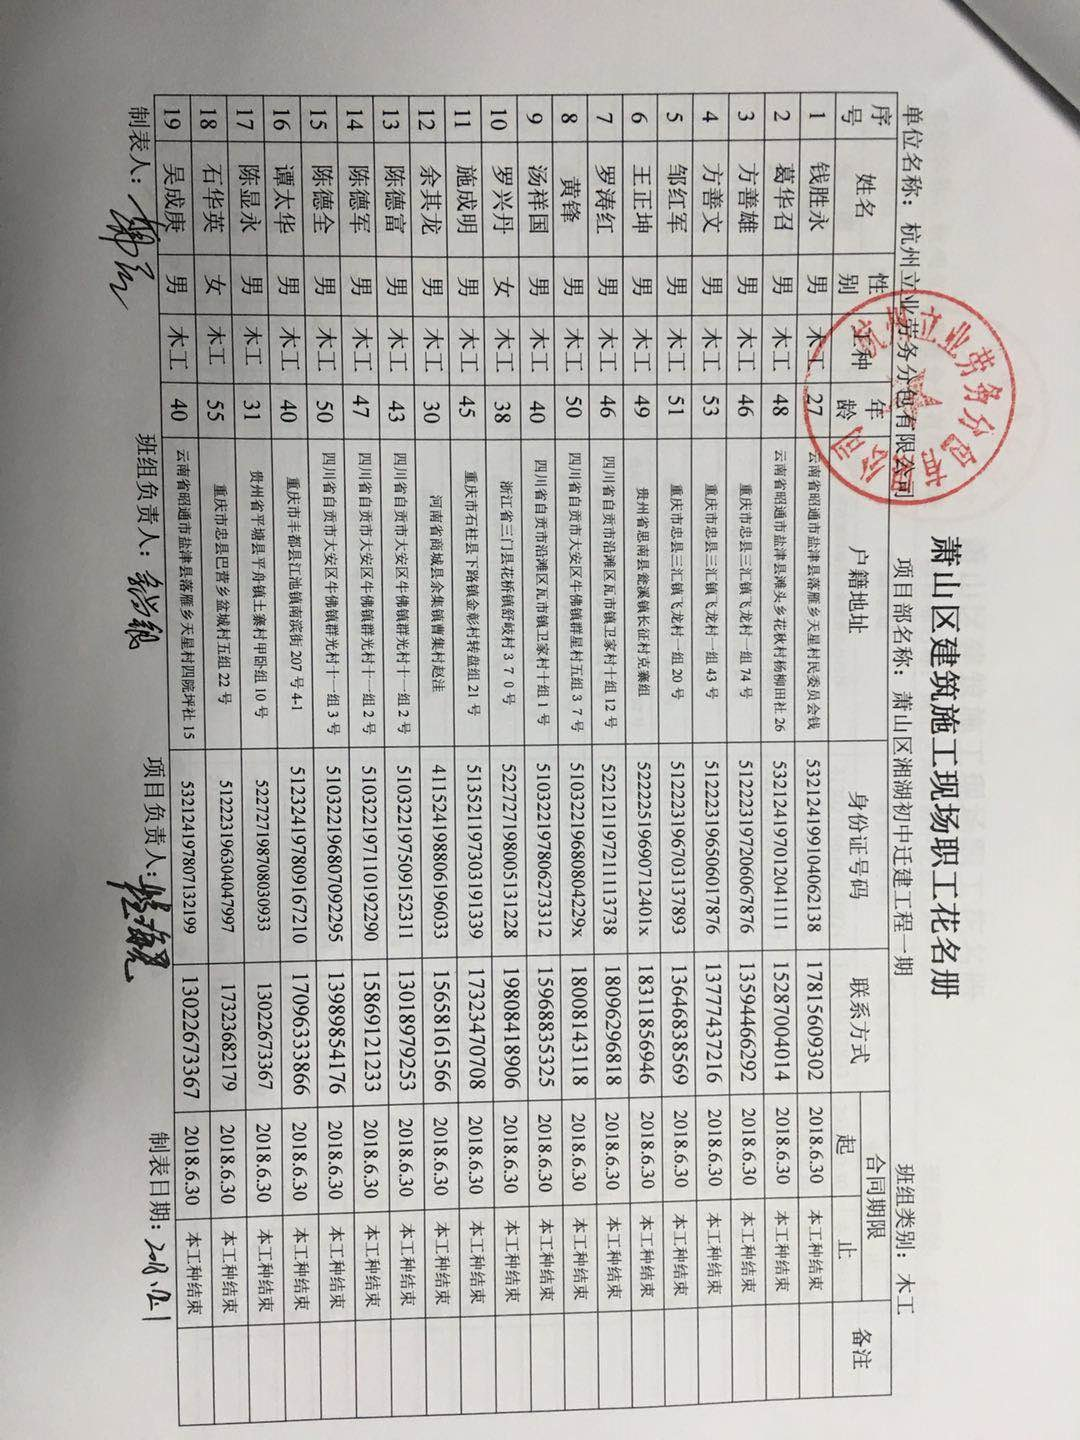 萧山区建筑施工现场职工花名册
单位名称：杭州立业劳务分包有限公司 项目部名称：萧山区湘湖初中迁建工程一期 班组类别：木工
序号 姓名 性别 工种 年龄 户籍地址 身份证号码 联系方式 合同期限 备注
起 止
1 钱胜永 男 木工 27 云南省昭通市盐津县落雁乡天星村民委员会钱 532124199104062138 17815609302 2018.6.30 本工种结束
2 葛华召 男 木工 48 云南省昭通市盐津县滩头乡花秋村杨柳田社26 532124197012041111 15287004014 2018.6.30 本工种结束
3 方善雄 男 木工 46 重庆市忠县三汇镇飞龙村一组74号 512223197206067876 13594466292 2018.6.30 本工种结束
4 方善文 男 木工 53 重庆市忠县三汇镇飞龙村一组43号 512223196506017876 13777437216 2018.6.30 本工种结束
5 邹红军 男 木工 51 重庆市忠县三汇镇飞龙村一组20号 512223196703137893 13646838569 2018.6.30 本工种结束
6 王正坤 男 木工 49 贵州省思南县瓮溪镇长征村克寨组 52222519690712401x 18311856946 2018.6.30 本工种结束
7 罗涛红 男 木工 46 四川省自贡市沿滩区瓦市镇卫家村十组12号 522121197211113738 18096296818 2018.6.30 本工种结束
8 黄锋 男 木工 50 四川省自贡市大安区牛佛镇群星村五组37号 51032219680804229x 18008143118 2018.6.30 本工种结束
9 汤祥国 男 木工 40 四川省自贡市沿滩区瓦市镇卫家村十组1号 510322197806273312 15968835325 2018.6.30 本工种结束
10 罗兴丹 女 木工 38 浙江省三门县花桥镇舒岐村370号 522727198005131228 19808418906 2018.6.30 本工种结束
11 施成明 男 木工 45 重庆市石柱县下路镇金彰村转盘组21号 513521197303191339 17323470708 2018.6.30 本工种结束
12 余其龙 男 木工 30 河南省商城县余集镇曹集村赵洼 411524198806196033 15658161566 2018.6.30 本工种结束
13 陈德富 男 木工 43 四川省自贡市大安区牛佛镇群光村十一组2号 510322197509152311 13018979253 2018.6.30 本工种结束
14 陈德军 男 木工 47 四川省自贡市大安区牛佛镇群光村十一组2号 510322197110192290 15869121233 2018.6.30 本工种结束
15 陈德全 男 木工 50 四川省自贡市大安区牛佛镇群光村十一组3号 510322196807092295 13989854176 2018.6.30 本工种结束
16 谭太华 男 木工 40 重庆市丰都县江池镇南滨街207号4-1 512324197809167210 17096333866 2018.6.30 本工种结束
17 陈显永 男 木工 31 贵州省平塘县平舟镇土寨村甲卧组10号 522727198708030933 13022673367 2018.6.30 本工种结束
18 石华英 女 木工 55 重庆市忠县巴营乡盆城村五组22号 512223196304047997 17323682179 2018.6.30 本工种结束
19 吴成庚 男 木工 40 云南省昭通市盐津县落雁乡天星村四院坪社15 532124197807132199 13022673367 2018.6.30 本工种结束
制表人： 班组负责人： 项目负责人： 制表日期：
杭州立业劳务分包有限公司